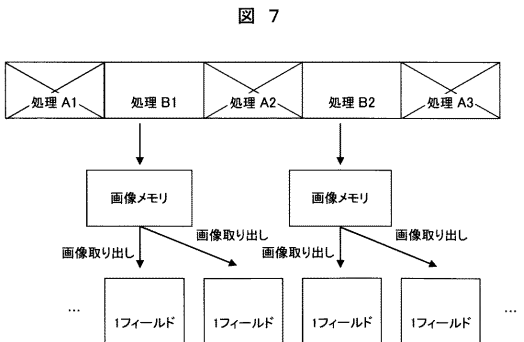 図 7
処理 A1 処理 B1 処理 A2 処理 B2 処理 A3
画像メモリ 画像メモリ
画像取り出し 画像取り出し
画像取り出し 画像取り出し
… 1フィールド 1フィールド 1フィールド 1フィールド …